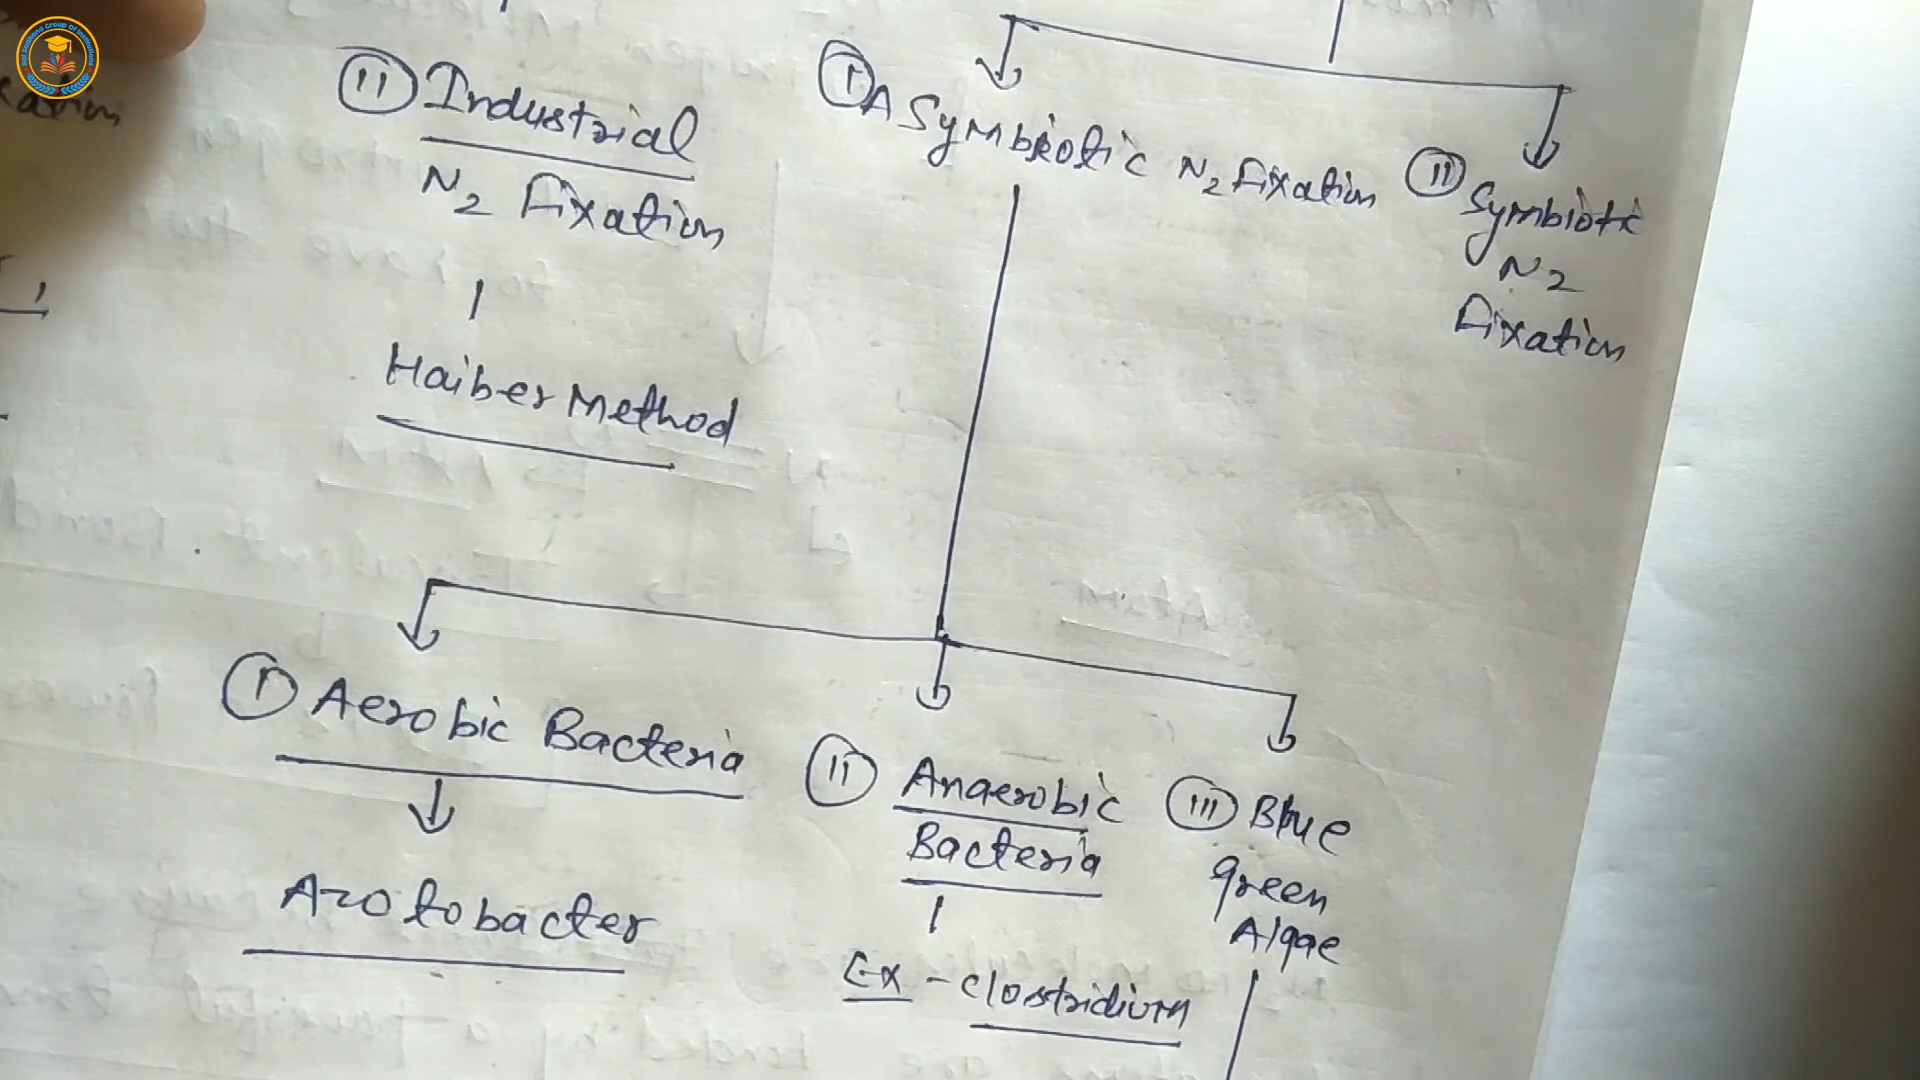 II Industrial
N2 Fixation
Haiber Method
I A Symbiotic N2 Fixation
II Symbiotic
N2
Fixation
I Aerobic Bacteria
Azotobacter
II Anaerobic
Bacteria
Ex - Clostridium
III Blue
green
Algae